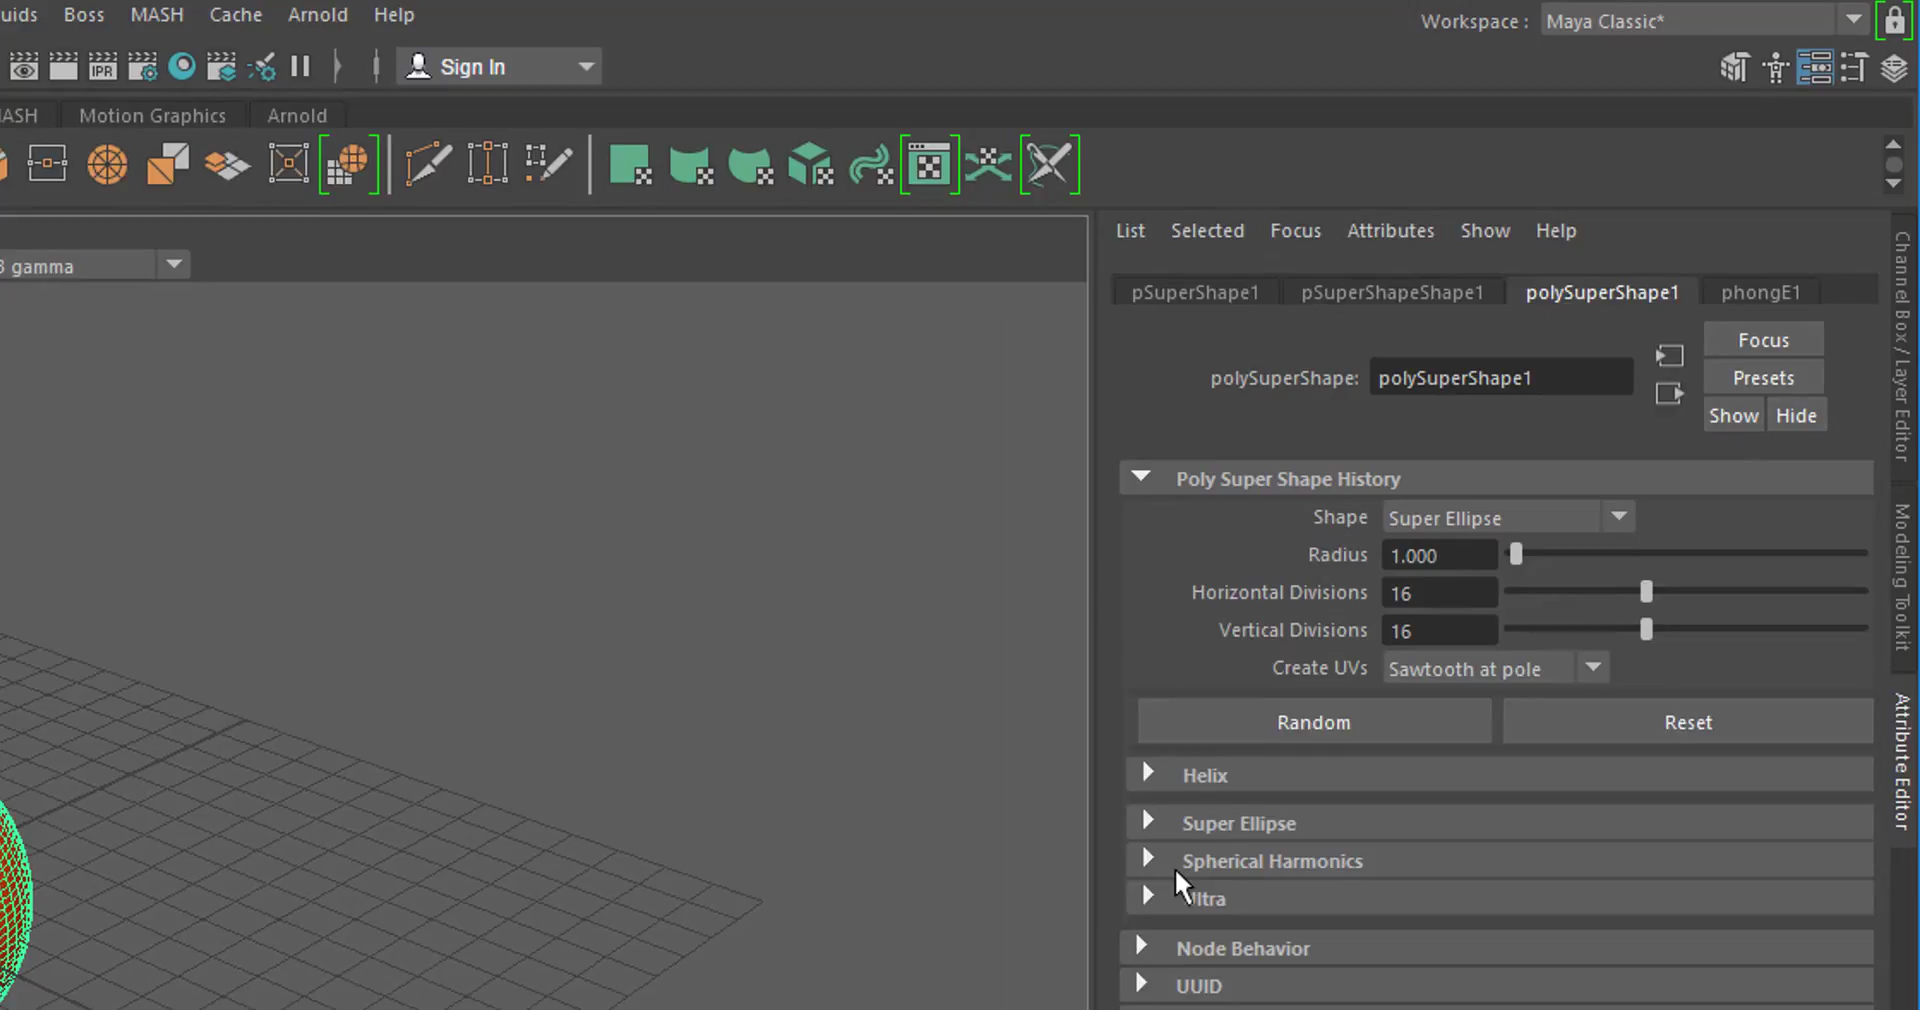 uids Boss MASH Cache Arnold Help
Workspace : Maya Classic*
IPR Sign In
ASH Motion Graphics Arnold
List Selected Focus Attributes Show Help
gamma
pSuperShape1 pSuperShapeShape1 polySuperShape1 phongE1
Focus
polySuperShape: polySuperShape1
Presets
Show Hide
Poly Super Shape History
Shape Super Ellipse
Radius 1.000
Horizontal Divisions 16
Vertical Divisions 16
Create UVs Sawtooth at pole
Random Reset
Helix
Super Ellipse
Spherical Harmonics
ltra
Node Behavior
UUID
Channel Box / Layer Editor
Modeling Toolkit
Attribute Editor